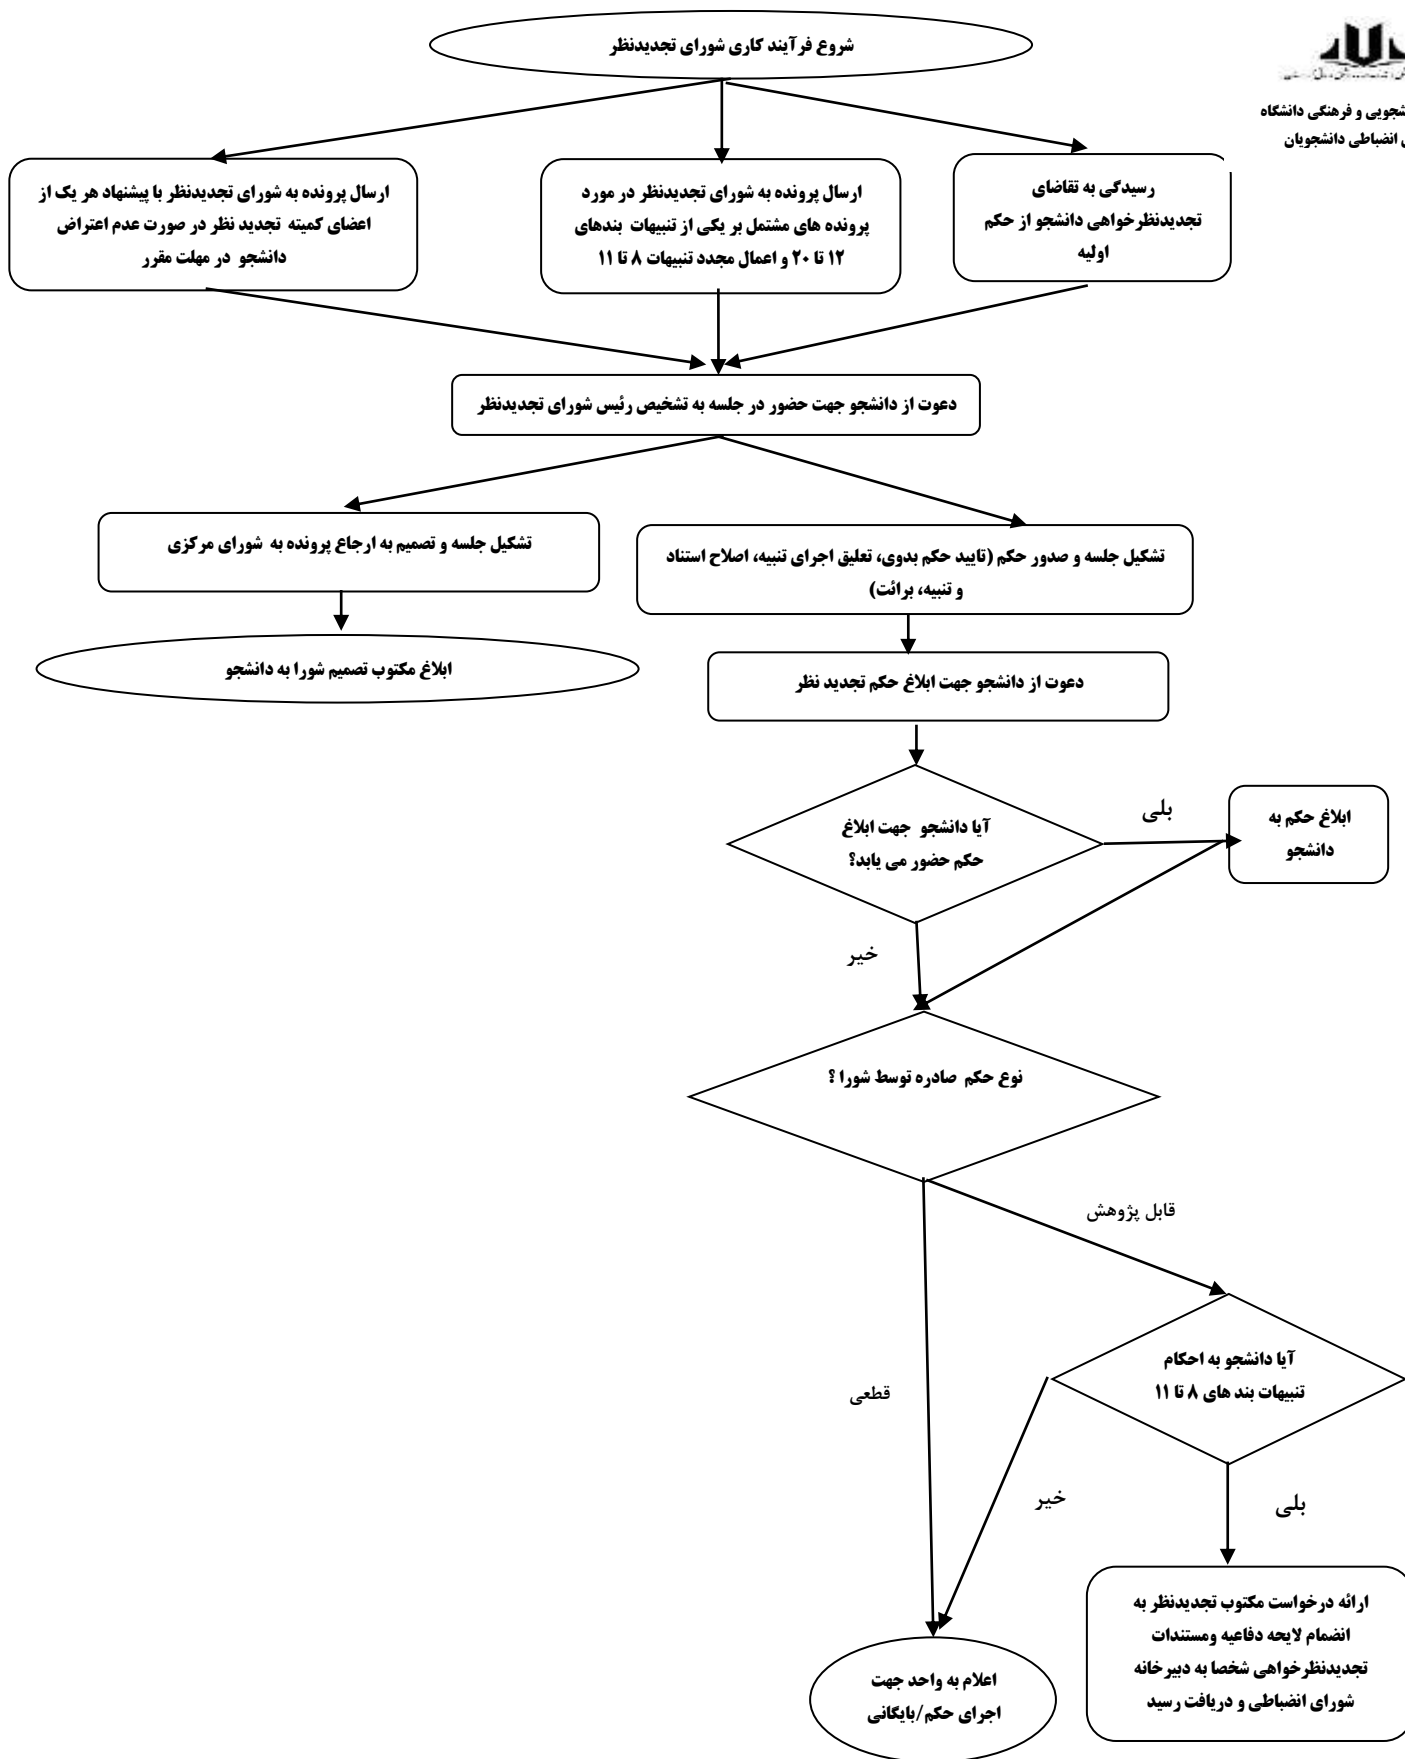 شروع فرآیند کاری شورای تجدیدنظر
شجویی و فرهنگی دانشگاه
انضباطی دانشجویان
رسیدگی به تقاضای
تجدیدنظرخواهی دانشجو از حکم
اولیه
ارسال پرونده به شورای تجدیدنظر در مورد
پرونده های مشتمل بر یکی از تنبیهات بندهای
۱۲ تا ۲۰ و اعمال مجدد تنبیهات ۸ تا ۱۱
ارسال پرونده به شورای تجدیدنظر با پیشنهاد هر یک از
اعضای کمیته تجدید نظر در صورت عدم اعتراض
دانشجو در مهلت مقرر
دعوت از دانشجو جهت حضور در جلسه به تشخیص رئیس شورای تجدیدنظر
تشکیل جلسه و صدور حکم (تایید حکم بدوی، تعلیق اجرای تنبیه، اصلاح استناد
و تنبیه، برائت)
تشکیل جلسه و تصمیم به ارجاع پرونده به شورای مرکزی
ابلاغ مکتوب تصمیم شورا به دانشجو
دعوت از دانشجو جهت ابلاغ حکم تجدید نظر
آیا دانشجو جهت ابلاغ
حکم حضور می یابد؟
بلی
ابلاغ حکم به
دانشجو
خیر
نوع حکم صادره توسط شورا ؟
قابل پژوهش
قطعی
آیا دانشجو به احکام
تنبیهات بند های ۸ تا ۱۱
خیر
بلی
ارائه درخواست مکتوب تجدیدنظر به
انضمام لایحه دفاعیه ومستندات
تجدیدنظرخواهی شخصا به دبیرخانه
شورای انضباطی و دریافت رسید
اعلام به واحد جهت
اجرای حکم/بایگانی